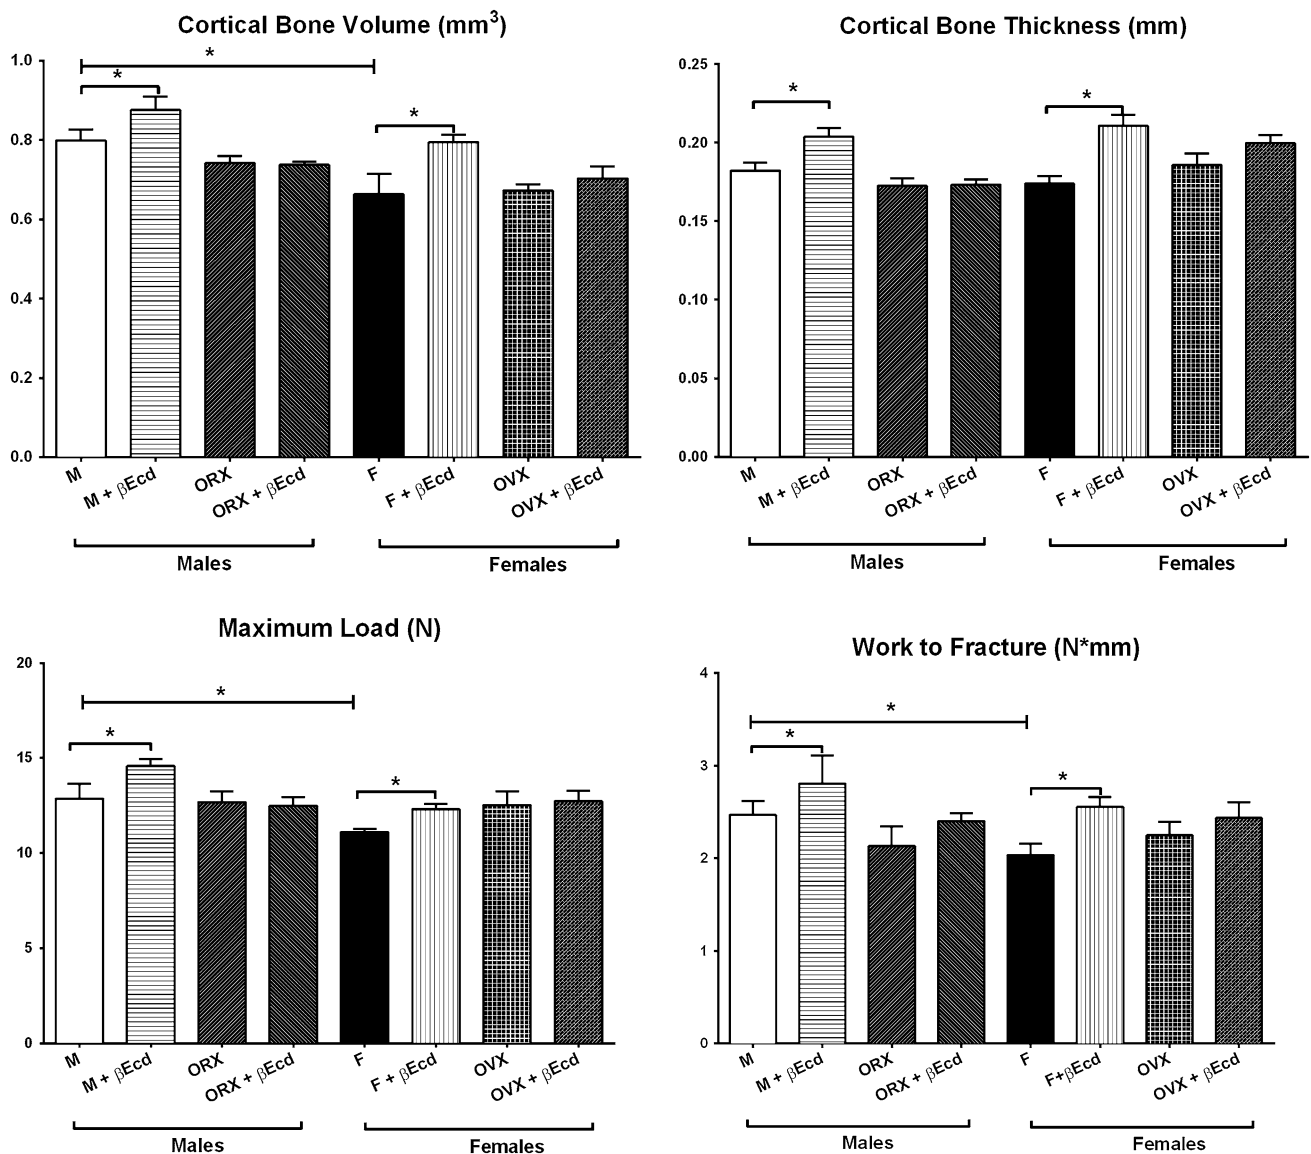 Cortical Bone Volume (mm³)
1.0
0.8
0.6
0.4
0.2
0.0
*
*
*
M
M + βEcd
ORX
ORX + βEcd
F
F + βEcd
OVX
OVX + βEcd
Males
Females
Cortical Bone Thickness (mm)
0.25
0.20
0.15
0.10
0.05
0.00
*
*
M
M + βEcd
ORX
ORX + βEcd
F
F + βEcd
OVX
OVX + βEcd
Males
Females
Maximum Load (N)
20
15
10
5
0
*
*
*
M
M + βEcd
ORX
ORX + βEcd
F
F + βEcd
OVX
OVX + βEcd
Males
Females
Work to Fracture (N*mm)
4
3
2
1
0
*
*
*
M
M + βEcd
ORX
ORX + βEcd
F
F+βEcd
OVX
OVX + βEcd
Males
Females